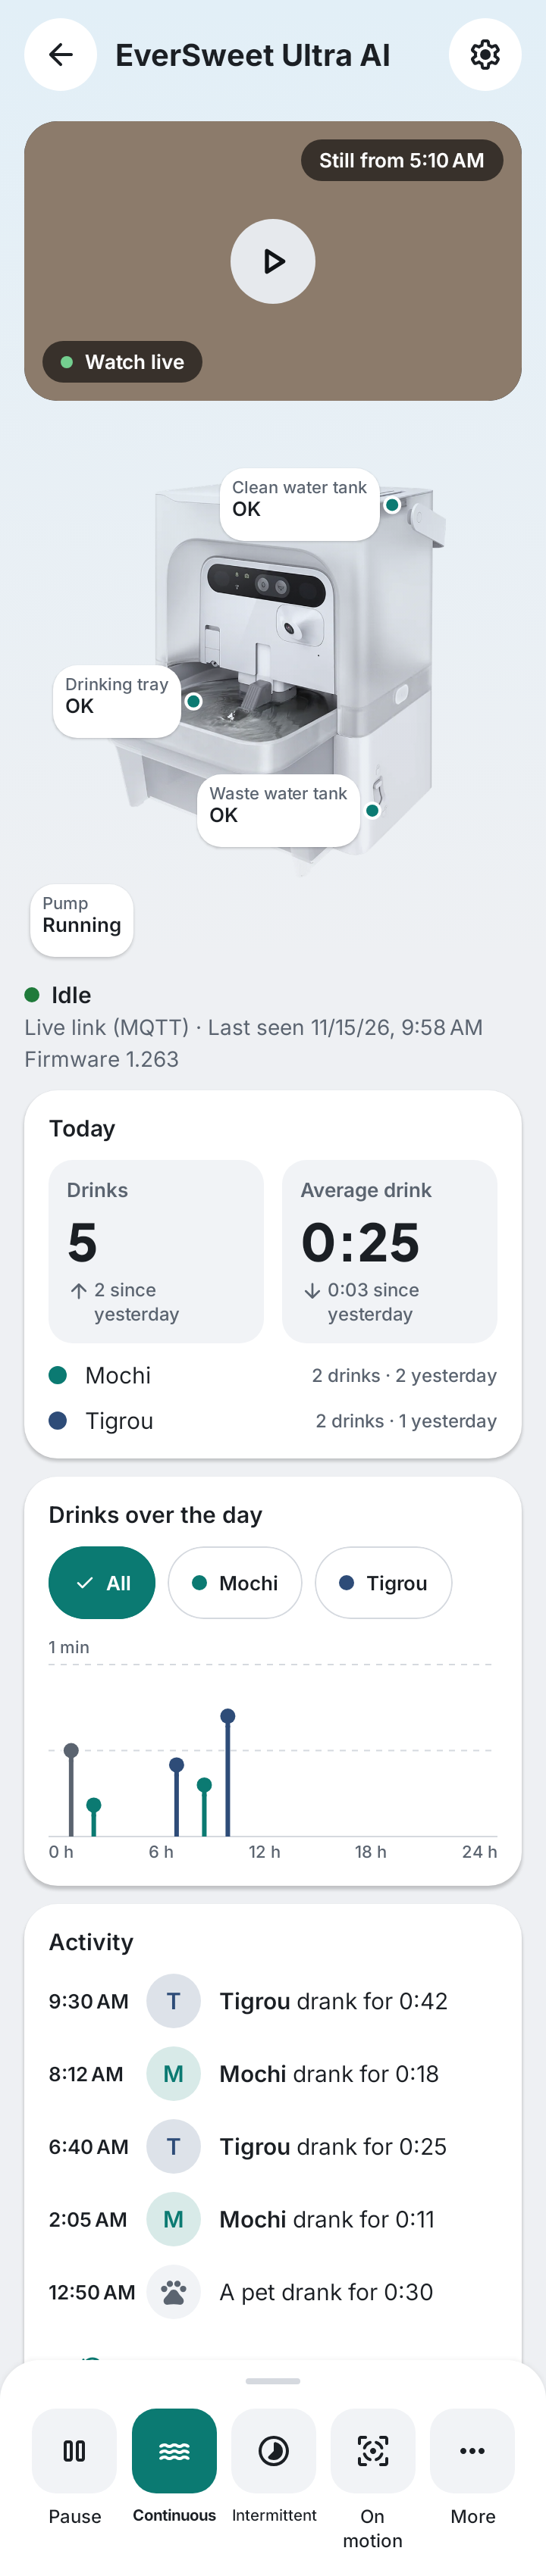 EverSweet Ultra AI
Still from 5:10 AM
Watch live
Clean water tank
OK
Drinking tray
OK
Waste water tank
OK
Pump
Running
Idle
Live link (MQTT) · Last seen 11/15/26, 9:58 AM
Firmware 1.263
Today
Drinks
5
2 since
yesterday
Average drink
0:25
0:03 since
yesterday
Mochi
2 drinks · 2 yesterday
Tigrou
2 drinks · 1 yesterday
Drinks over the day
All
Mochi
Tigrou
1 min
0 h
6 h
12 h
18 h
24 h
Activity
9:30 AM
T
Tigrou drank for 0:42
8:12 AM
M
Mochi drank for 0:18
6:40 AM
T
Tigrou drank for 0:25
2:05 AM
M
Mochi drank for 0:11
12:50 AM
A pet drank for 0:30
Pause
Continuous
Intermittent
On
motion
More